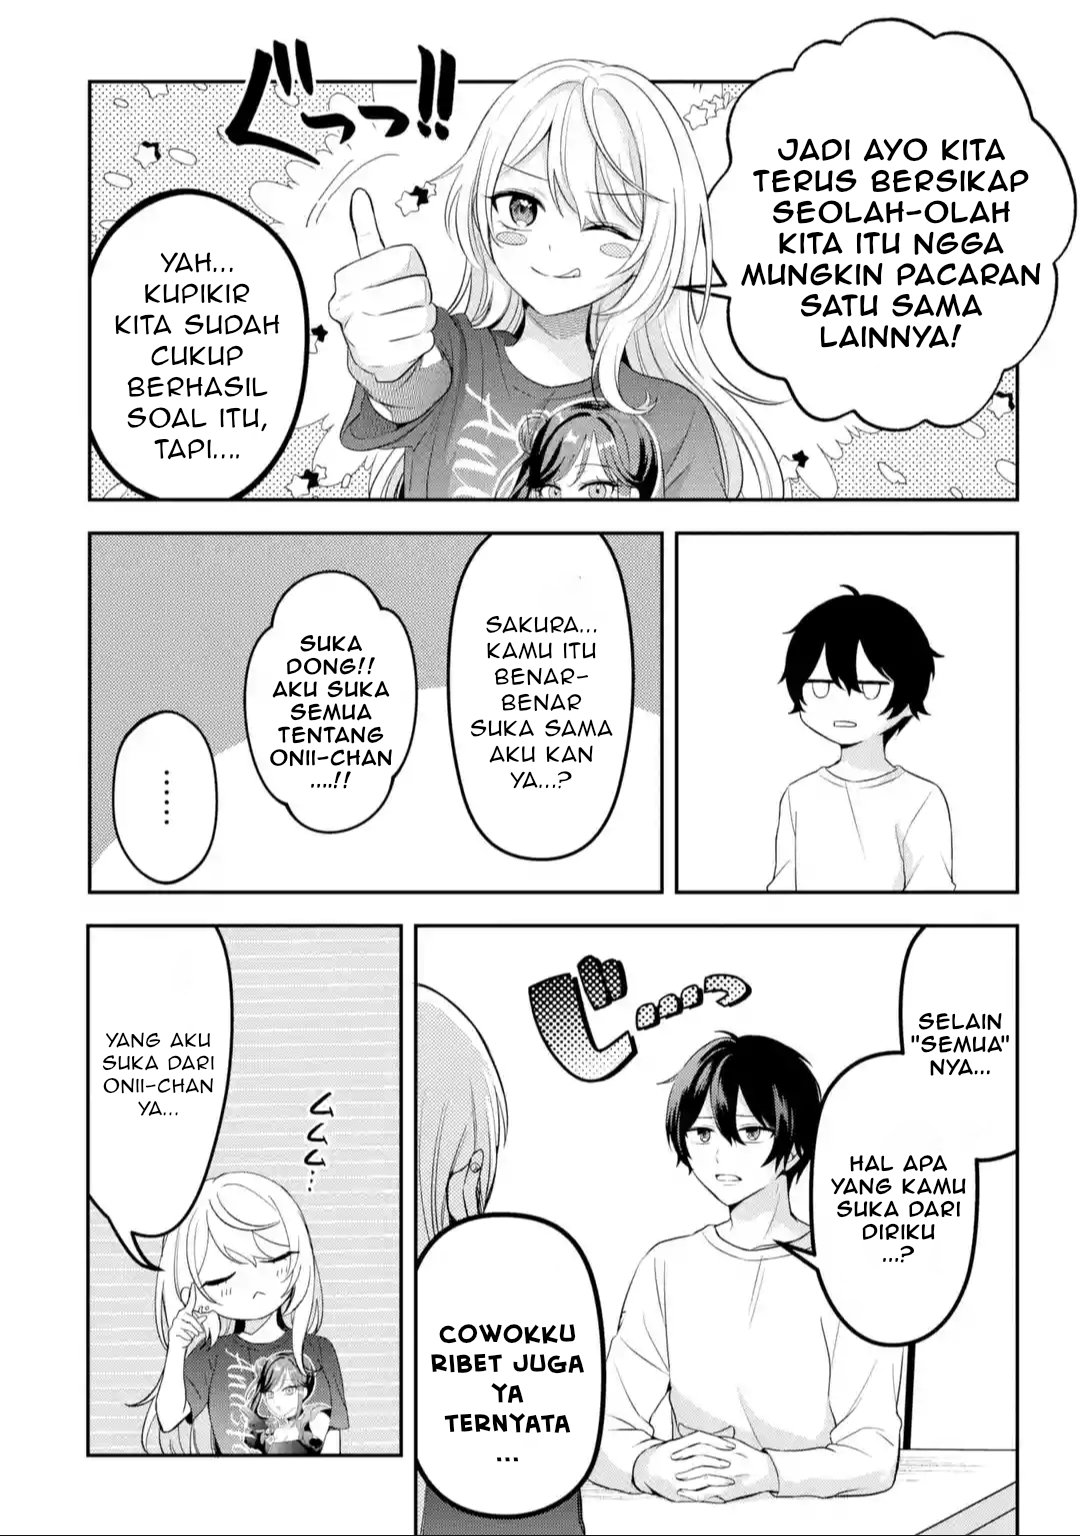 ぐっっ!!
JADI AYO KITA
TERUS BERSIKAP
SEOLAH-OLAH
KITA ITU NGGA
MUNGKIN PACARAN
SATU SAMA
LAINNYA!
YAH...
KUPIKIR
KITA SUDAH
CUKUP
BERHASIL
SOAL ITU,
TAPI....
SAKURA...
KAMU ITU
BENAR-
BENAR
SUKA SAMA
AKU KAN
YA...?
SUKA
DONG!!
AKU SUKA
SEMUA
TENTANG
ONII-CHAN
....!!
......
SELAIN
"SEMUA"
NYA...
HAL APA
YANG KAMU
SUKA DARI
DIRIKU
...?
じ…っ
COWOKKU
RIBET JUGA
YA
TERNYATA
...
YANG AKU
SUKA DARI
ONII-CHAN
YA...
ムムム…